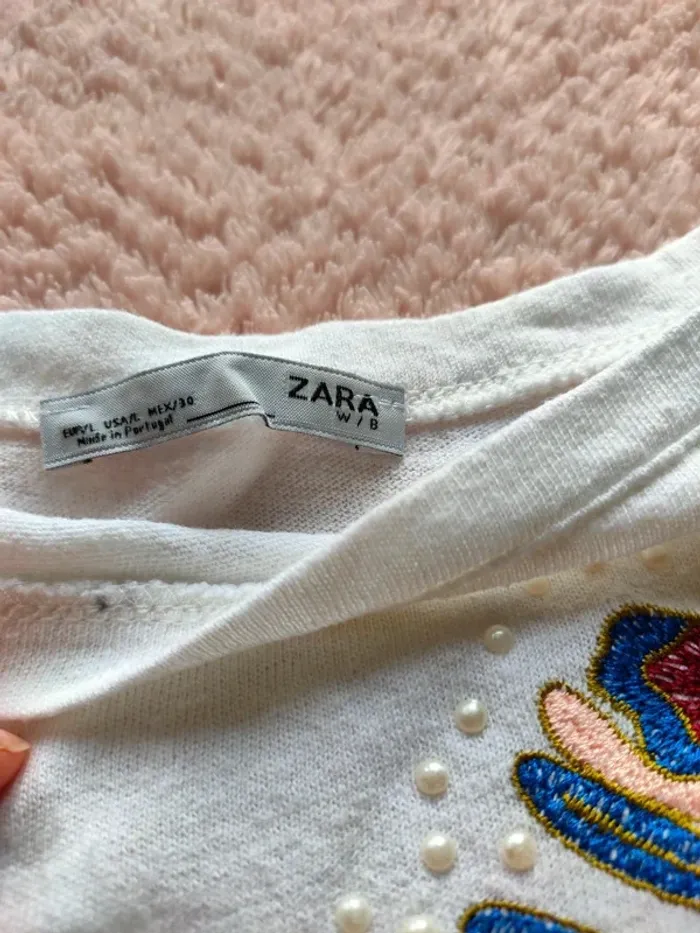 ZARA
W / B
EUR/L USA/L MEX/30
Made in Portugal